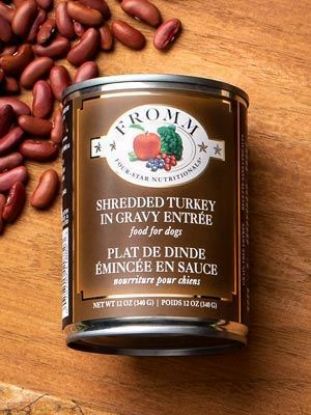 FROMM
FOUR-STAR NUTRITIONALS®
SHREDDED TURKEY
IN GRAVY ENTRÉE
food for dogs
PLAT DE DINDE
ÉMINCÉE EN SAUCE
nourriture pour chiens
NET WT 12 OZ (340 G) | POIDS 12 OZ (340 G)